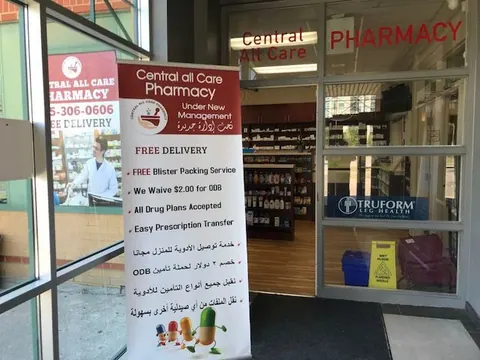 CENTRAL ALL CARE
PHARMACY
5-306-0606
FREE DELIVERY
Central all Care
Pharmacy
Under New
Management
تحت إدارة جديدة
FREE DELIVERY
FREE Blister Packing Service
We Waive $2.00 for ODB
All Drug Plans Accepted
Easy Prescription Transfer
خدمة توصيل الأدوية للمنزل مجانا
خصم ٢ دولار لحملة تأمين ODB
نقبل جميع أنواع التأمين للأدوية
نقل الملفات من أي صيدلية أخرى بسهولة
Central
All Care
PHARMACY
TRUFORM
LEG HEALTH